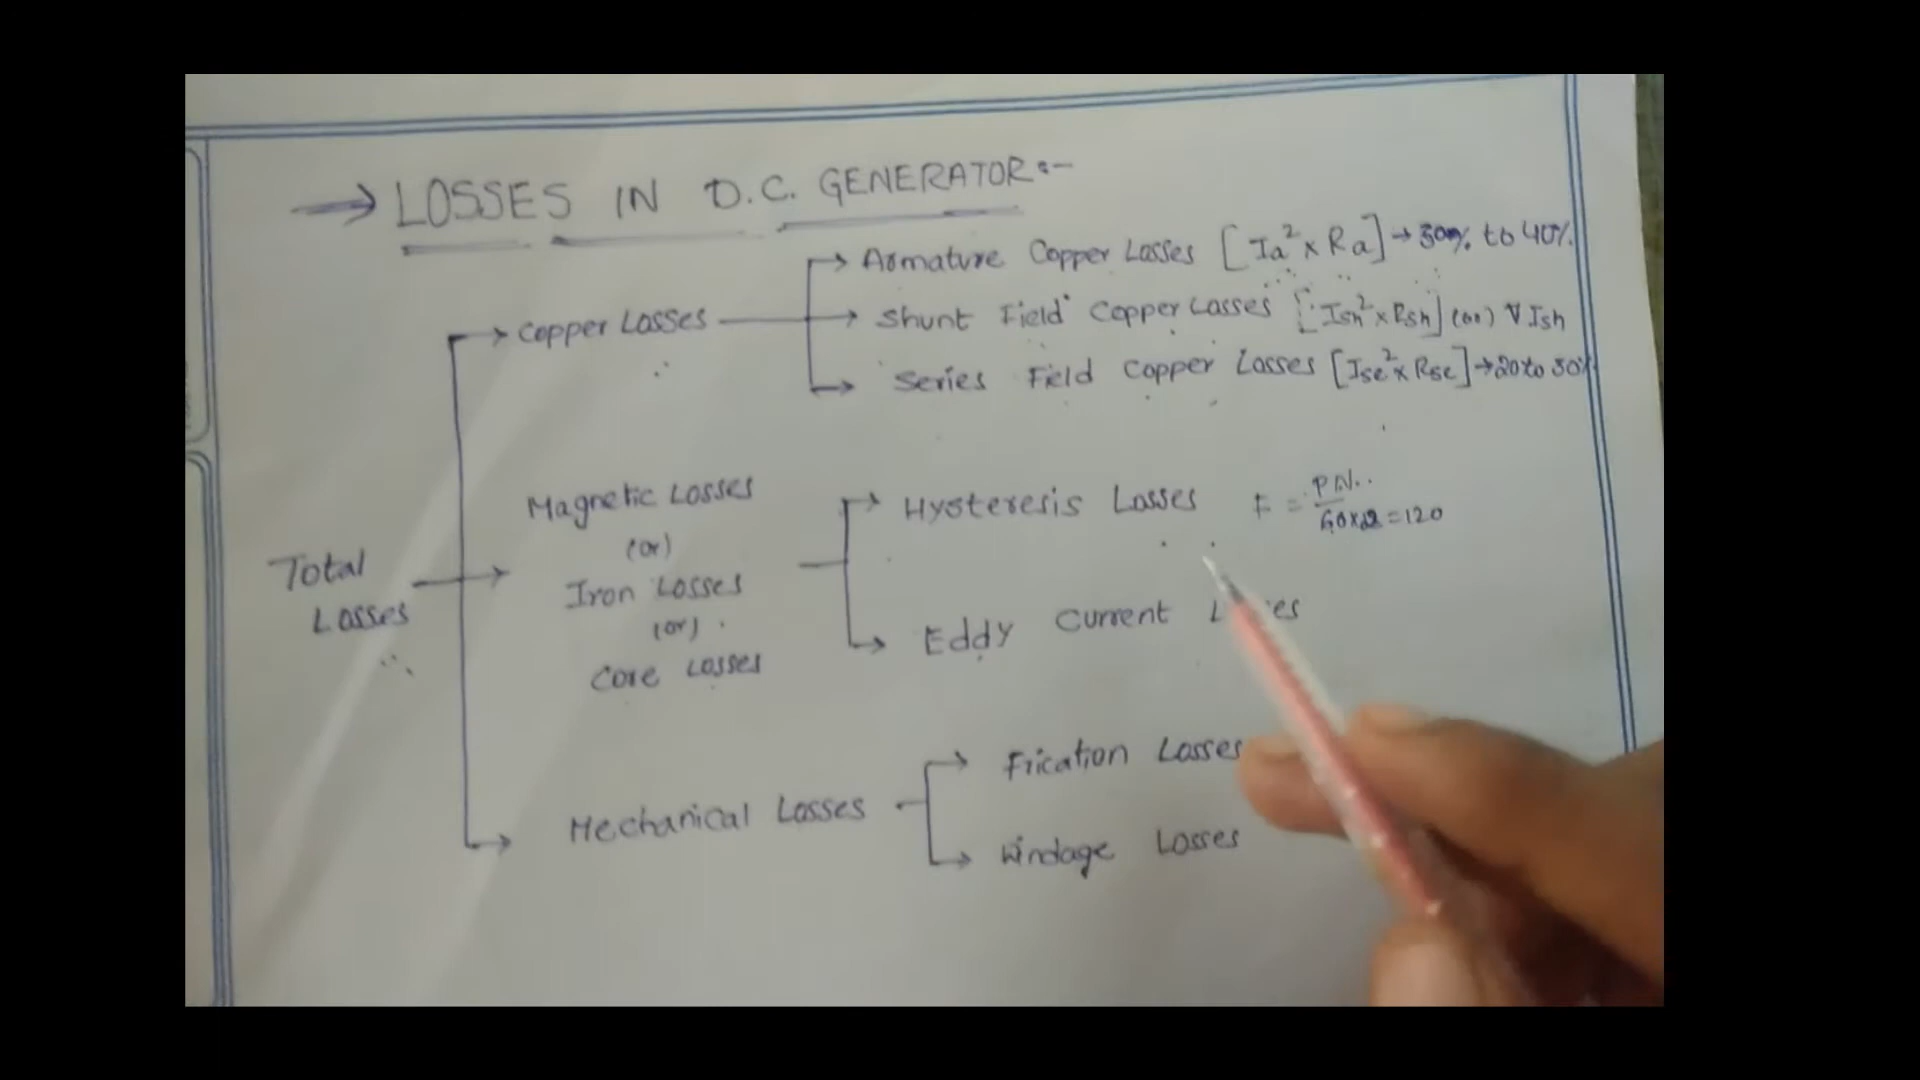 → LOSSES IN D.C. GENERATOR:-
→ Armature Copper Losses [Ia² × Ra] → 30% to 40%.
→ Copper Losses → Shunt Field Copper Losses [Ish² × Rsh] (or) V Ish
→ Series Field Copper Losses [Ise² × Rse] → 20 to 30%
Magnetic Losses
(or)
Iron Losses
(or)
Core Losses
→ Hysteresis Losses F = PN
60×2 = 120
→ Eddy Current
Total
Losses
→ Mechanical Losses
→ Frication Losses
→ Windage Losses